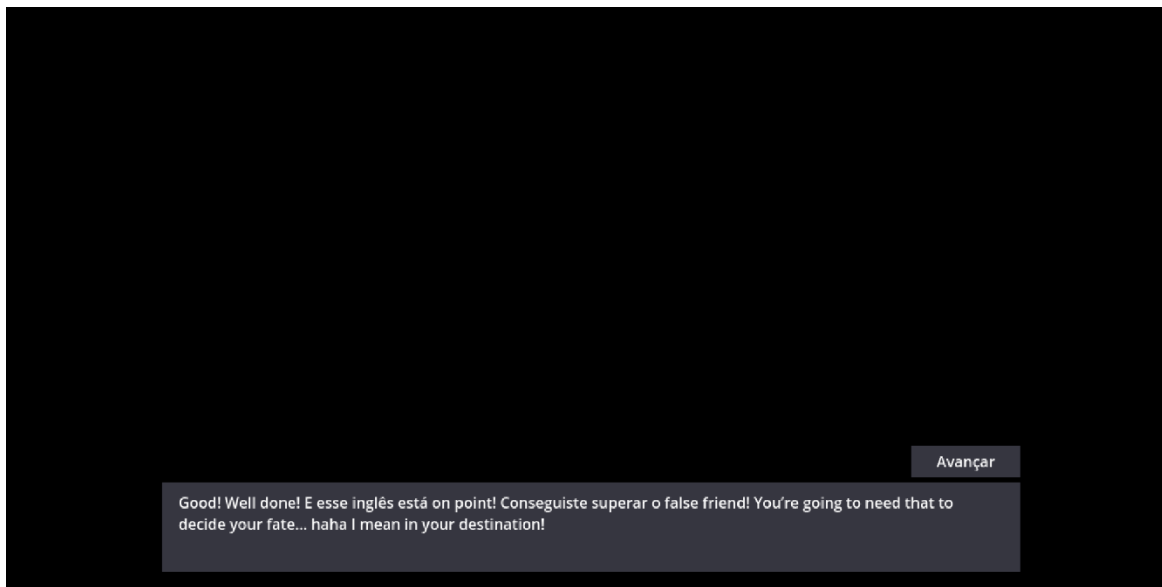 Avançar
Good! Well done! E esse inglês está on point! Conseguiste superar o false friend! You’re going to need that to
decide your fate... haha I mean in your destination!